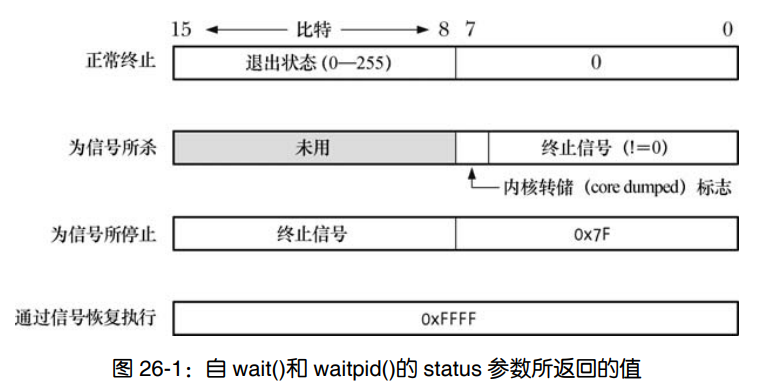 15 比特 8 7 0
正常终止 退出状态(0—255) 0
为信号所杀 未用 终止信号(!=0)
内核转储(core dumped)标志
为信号所停止 终止信号 0x7F
通过信号恢复执行 0xFFFF
图 26-1：自 wait()和 waitpid()的 status 参数所返回的值